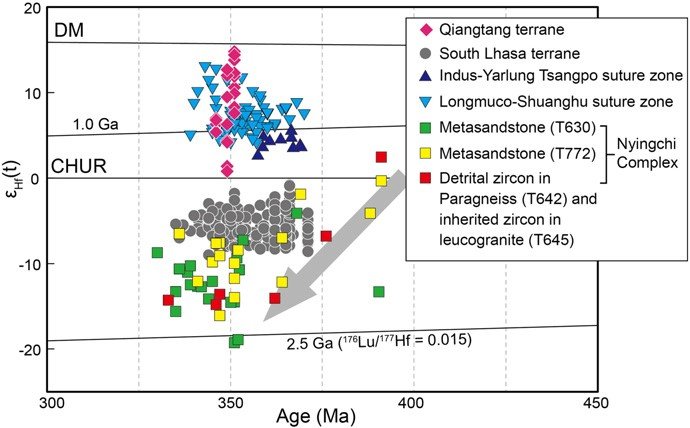 20
10
0
-10
-20
εHf(t)
DM
1.0 Ga
CHUR
2.5 Ga (¹⁷⁶Lu/¹⁷⁷Hf = 0.015)
Qiangtang terrane
South Lhasa terrane
Indus-Yarlung Tsangpo suture zone
Longmuco-Shuanghu suture zone
Metasandstone (T630)
Metasandstone (T772)
Detrital zircon in
Paragneiss (T642) and
inherited zircon in
leucogranite (T645)
Nyingchi
Complex
300
350
400
450
Age (Ma)